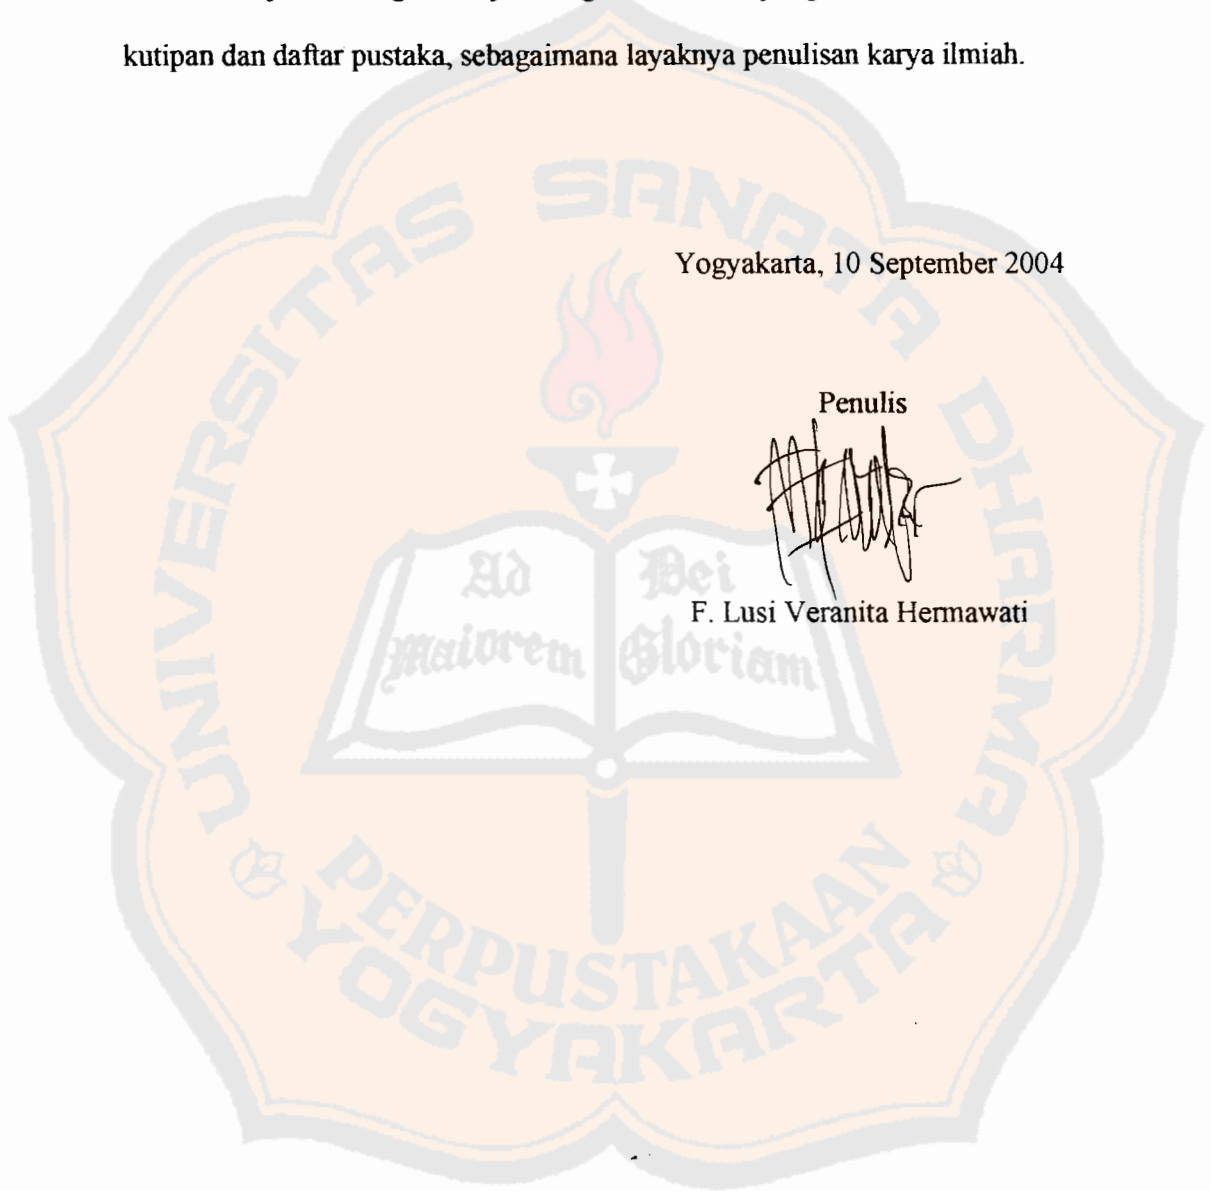 kutipan dan daftar pustaka, sebagaimana layaknya penulisan karya ilmiah.
Yogyakarta, 10 September 2004
Penulis
F. Lusi Veranita Hermawati
UNIVERSITAS SANATA DHARMA
Ad Dei
maiorem Gloriam
PERPUSTAKAAN
YOGYAKARTA